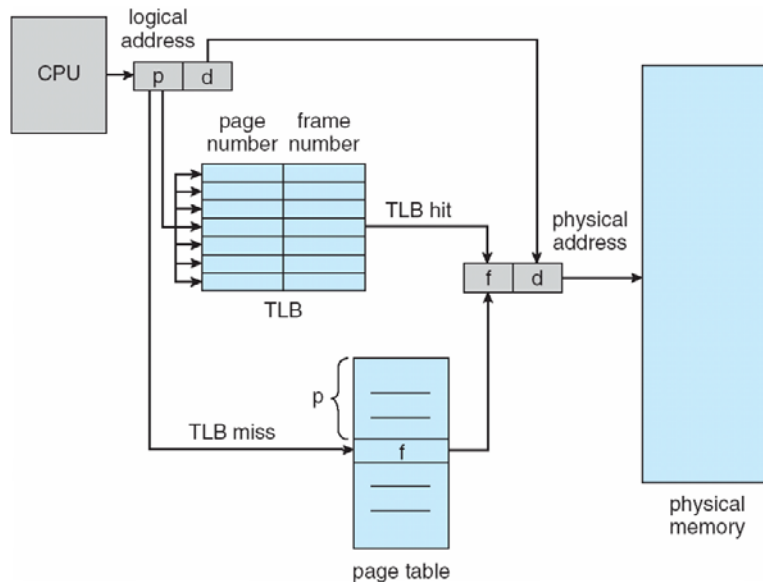 logical
address
CPU
p d
page
number
frame
number
TLB hit
physical
address
f d
TLB
p
TLB miss
f
physical
memory
page table